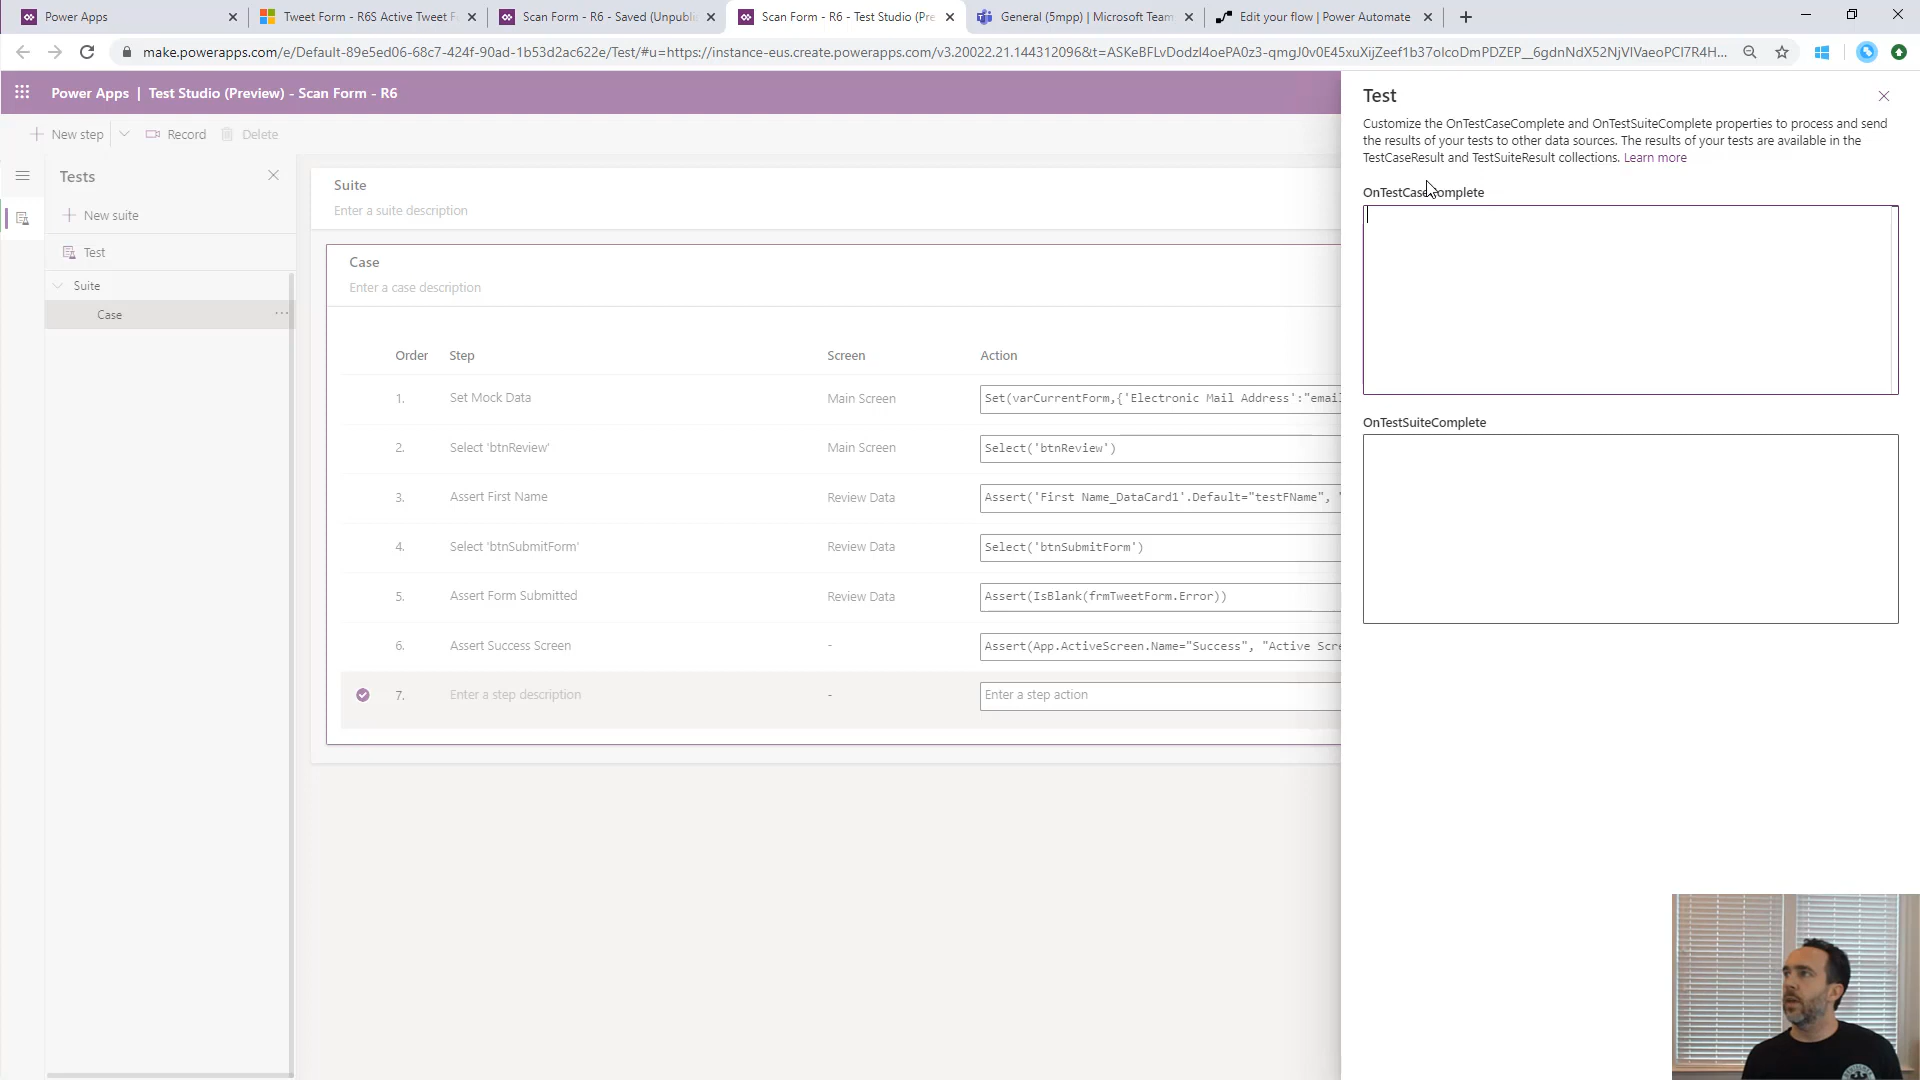 Power Apps
Tweet Form - R6S Active Tweet F
Scan Form - R6 - Saved (Unpubli
Scan Form - R6 - Test Studio (Pre
General (5mpp) | Microsoft Team
Edit your flow | Power Automate
make.powerapps.com/e/Default-89e5ed06-68c7-424f-90ad-1b53d2ac622e/Test/#u=https://instance-eus.create.powerapps.com/v3.20022.21.144312096&t=ASKeBFLvDodzl4oePA0z3-qmgJ0v0E45xuXijZeef1b37olcoDmPDZEP__6gdnNdX52NjVIVaeoPCI7R4H...
Power Apps | Test Studio (Preview) - Scan Form - R6
New step
Record
Delete
Tests
New suite
Test
Suite
Case
Suite
Enter a suite description
Case
Enter a case description
Order Step Screen Action
1. Set Mock Data Main Screen Set(varCurrentForm,{'Electronic Mail Address':"email
2. Select 'btnReview' Main Screen Select('btnReview')
3. Assert First Name Review Data Assert('First Name_DataCard1'.Default="testFName", "
4. Select 'btnSubmitForm' Review Data Select('btnSubmitForm')
5. Assert Form Submitted Review Data Assert(IsBlank(frmTweetForm.Error))
6. Assert Success Screen - Assert(App.ActiveScreen.Name="Success", "Active Scre
7. Enter a step description - Enter a step action
Test
Customize the OnTestCaseComplete and OnTestSuiteComplete properties to process and send
the results of your tests to other data sources. The results of your tests are available in the
TestCaseResult and TestSuiteResult collections. Learn more
OnTestCaseComplete
OnTestSuiteComplete